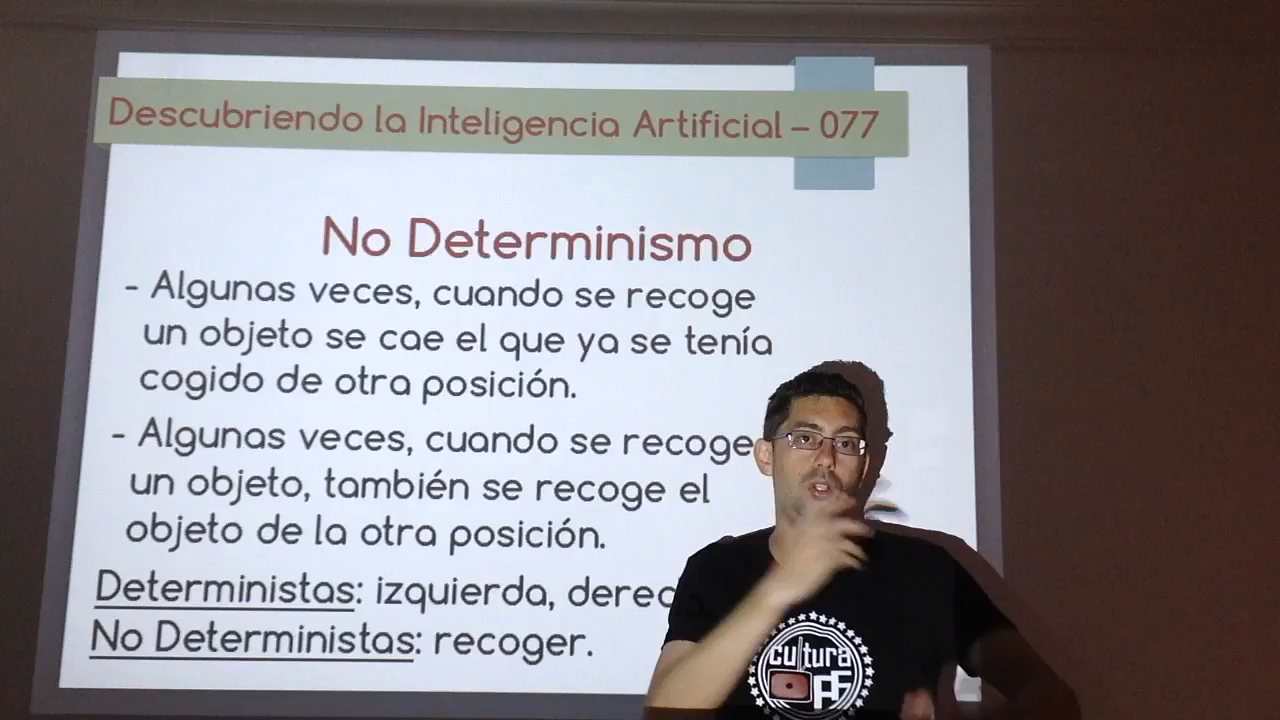 Descubriendo la Inteligencia Artificial – 077
No Determinismo
- Algunas veces, cuando se recoge
un objeto se cae el que ya se tenía
cogido de otra posición.
- Algunas veces, cuando se recoge
un objeto, también se recoge el
objeto de la otra posición.
Deterministas: izquierda,
No Deterministas: recoger.
cultura